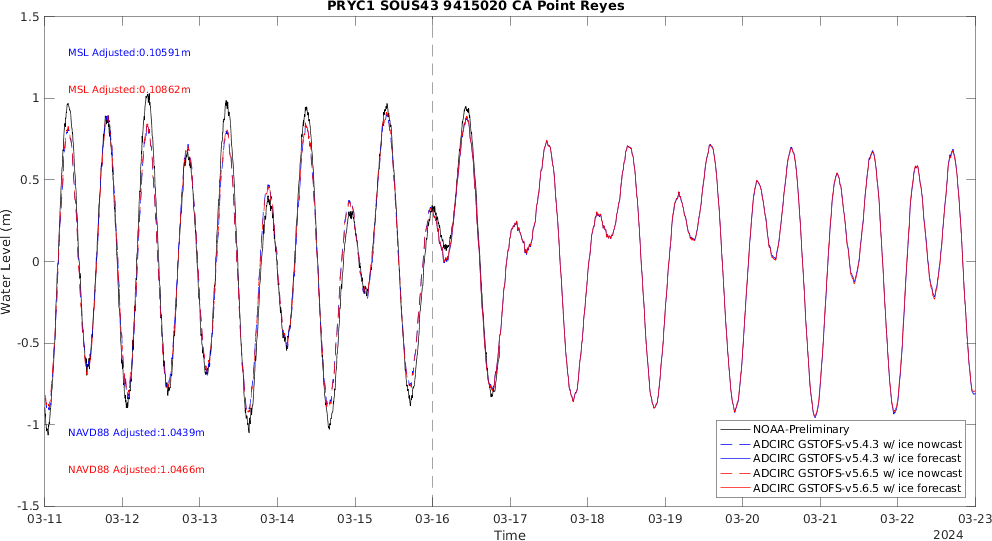 PRYC1 SOUS43 9415020 CA Point Reyes
MSL Adjusted:0.10591m
MSL Adjusted:0.10862m
NAVD88 Adjusted:1.0439m
NAVD88 Adjusted:1.0466m
Water Level (m)
1.5
1
0.5
0
-0.5
-1
-1.5
NOAA-Preliminary
ADCIRC GSTOFS-v5.4.3 w/ ice nowcast
ADCIRC GSTOFS-v5.4.3 w/ ice forecast
ADCIRC GSTOFS-v5.6.5 w/ ice nowcast
ADCIRC GSTOFS-v5.6.5 w/ ice forecast
03-11 03-12 03-13 03-14 03-15 03-16 03-17 03-18 03-19 03-20 03-21 03-22 03-23
Time
2024